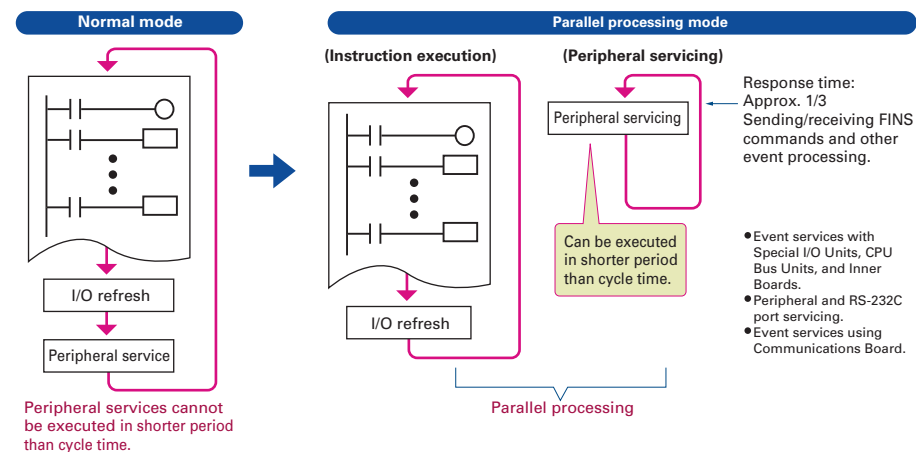 Normal mode
I/O refresh
Peripheral service
Peripheral services cannot
be executed in shorter period
than cycle time.
Parallel processing mode
(Instruction execution)
(Peripheral servicing)
I/O refresh
Peripheral servicing
Can be executed
in shorter period
than cycle time.
Parallel processing
Response time:
Approx. 1/3
Sending/receiving FINS
commands and other
event processing.
●Event services with
Special I/O Units, CPU
Bus Units, and Inner
Boards.
●Peripheral and RS-232C
port servicing.
●Event services using
Communications Board.